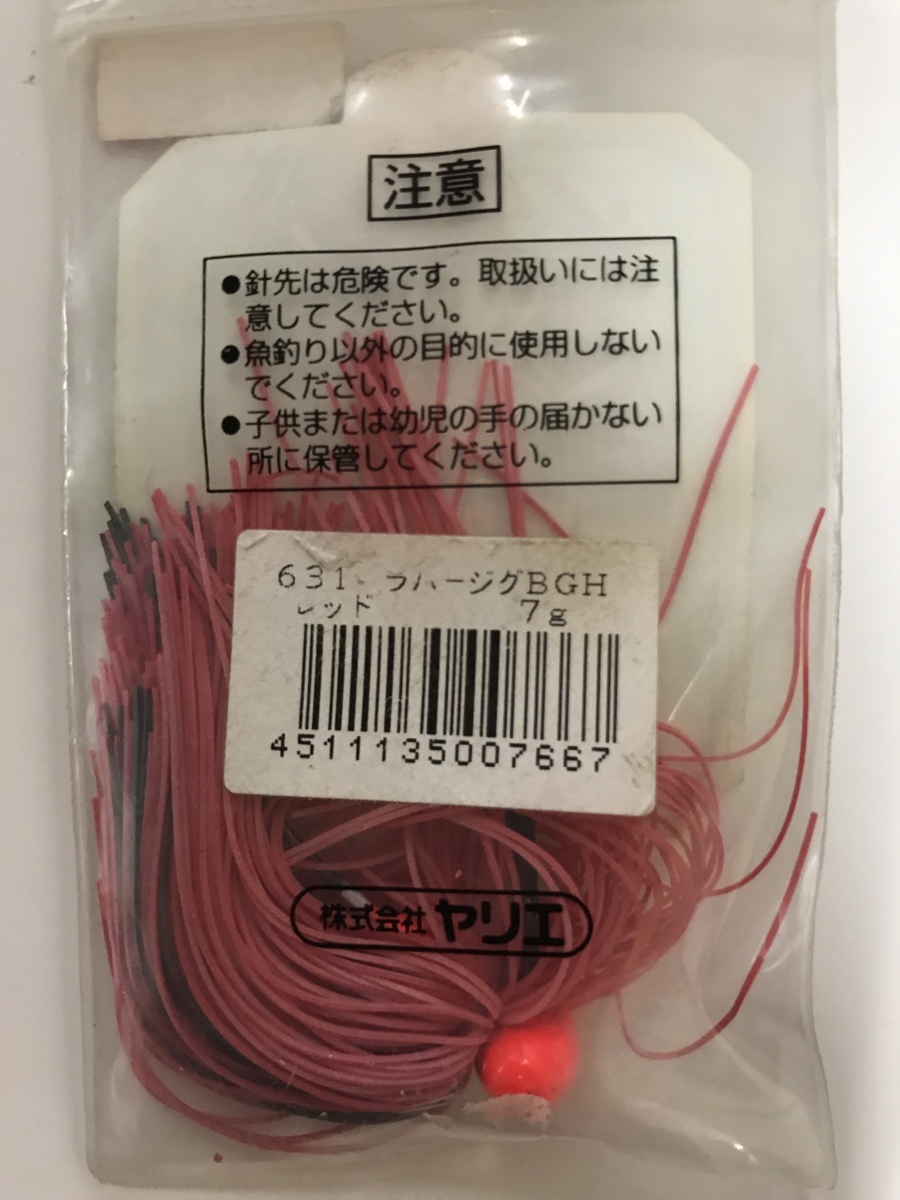 注意
●針先は危険です。取扱いには注
意してください。
●魚釣り以外の目的に使用しない
でください。
●子供または幼児の手の届かない
所に保管してください。
631 ラバージグBGH
レッド 7g
4511135007667
株式会社 ヤリエ